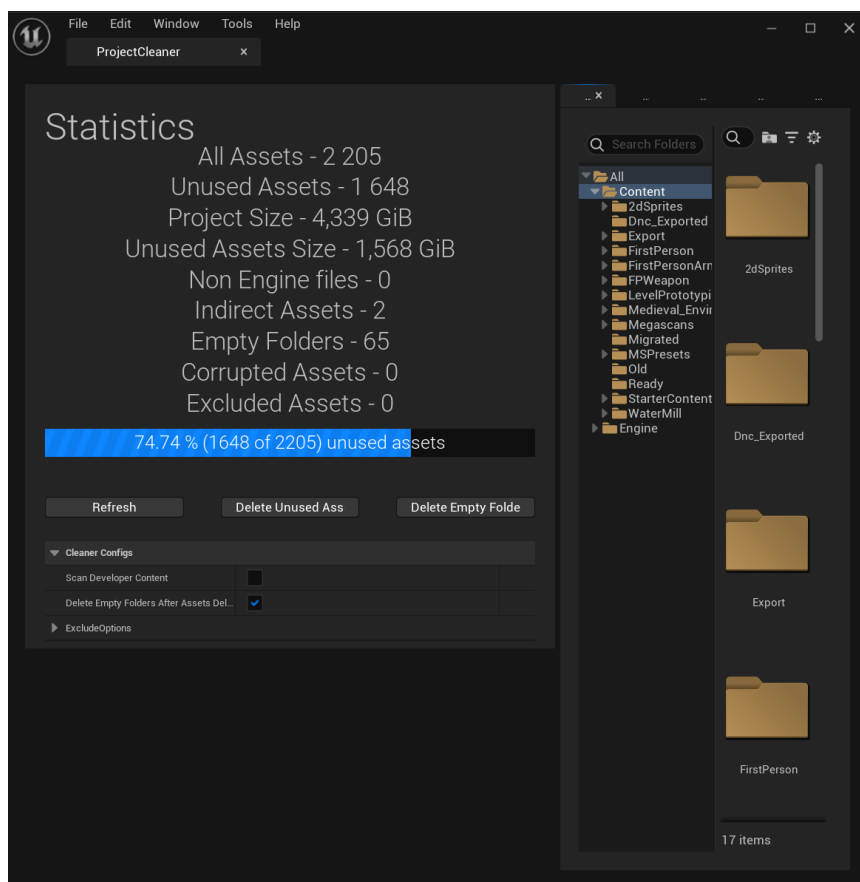 File Edit Window Tools Help
ProjectCleaner
Statistics
All Assets - 2 205
Unused Assets - 1 648
Project Size - 4,339 GiB
Unused Assets Size - 1,568 GiB
Non Engine files - 0
Indirect Assets - 2
Empty Folders - 65
Corrupted Assets - 0
Excluded Assets - 0
74.74 % (1648 of 2205) unused assets
Refresh Delete Unused Ass Delete Empty Folde
Cleaner Configs
Scan Developer Content
Delete Empty Folders After Assets Del...
ExcludeOptions
.. ... .. ... ...
Search Folders
All
Content
2dSprites
Dnc_Exported
Export
FirstPerson
FirstPersonArn
FPWeapon
LevelPrototypi
Medieval_Envir
Megascans
Migrated
MSPresets
Old
Ready
StarterContent
WaterMill
Engine
2dSprites
Dnc_Exported
Export
FirstPerson
17 items